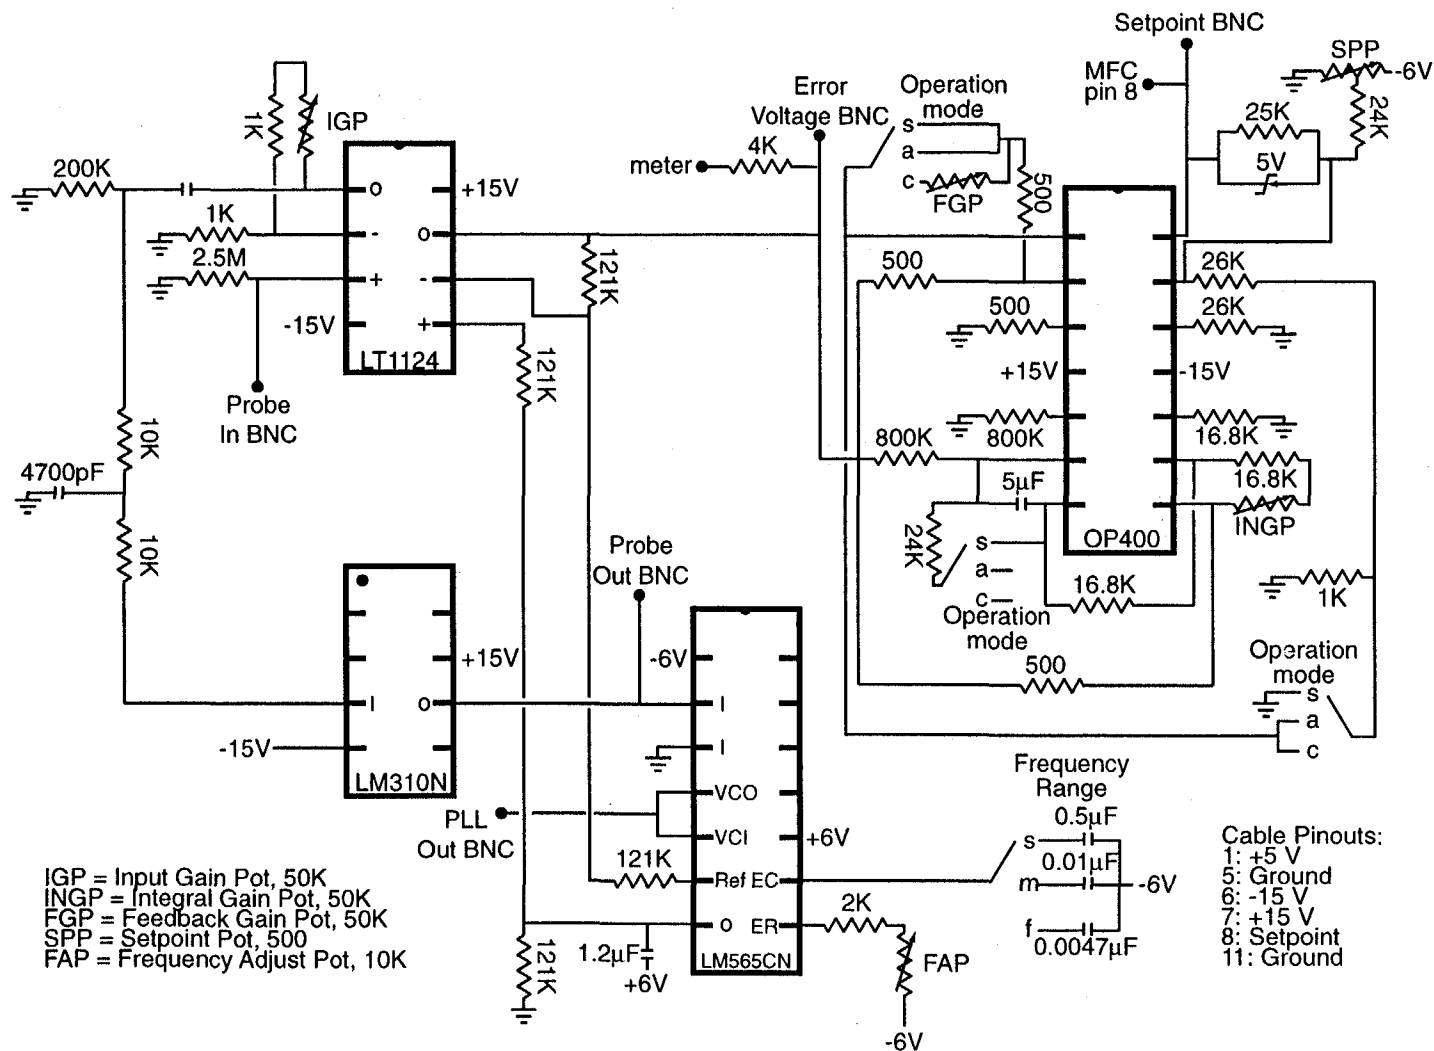 Setpoint BNC
SPP
MFC
pin 8
-6V
Error
Voltage BNC
Operation
mode
s
a
c
25K
24K
5V
1K
IGP
4K
meter
200K
FGP
500
+15V
o
1K
-
o
2.5M
+
-
-15V
+
LT1124
121K
121K
500
26K
500
26K
+15V
-15V
Probe
In BNC
10K
800K
800K
16.8K
16.8K
4700pF
5µF
INGP
OP400
24K
s
a
c
Operation
mode
10K
Probe
Out BNC
16.8K
1K
+15V
-6V
500
Operation
mode
s
a
c
I
o
I
-15V
I
LM310N
Frequency
Range
VCO
0.5µF
PLL
Out BNC
VCI
+6V
s
0.01µF
121K
Ref
EC
m
-6V
2K
o
ER
f
0.0047µF
1.2µF
+6V
LM565CN
FAP
121K
-6V
IGP = Input Gain Pot, 50K
INGP = Integral Gain Pot, 50K
FGP = Feedback Gain Pot, 50K
SPP = Setpoint Pot, 500
FAP = Frequency Adjust Pot, 10K
Cable Pinouts:
1: +5 V
5: Ground
6: -15 V
7: +15 V
8: Setpoint
11: Ground